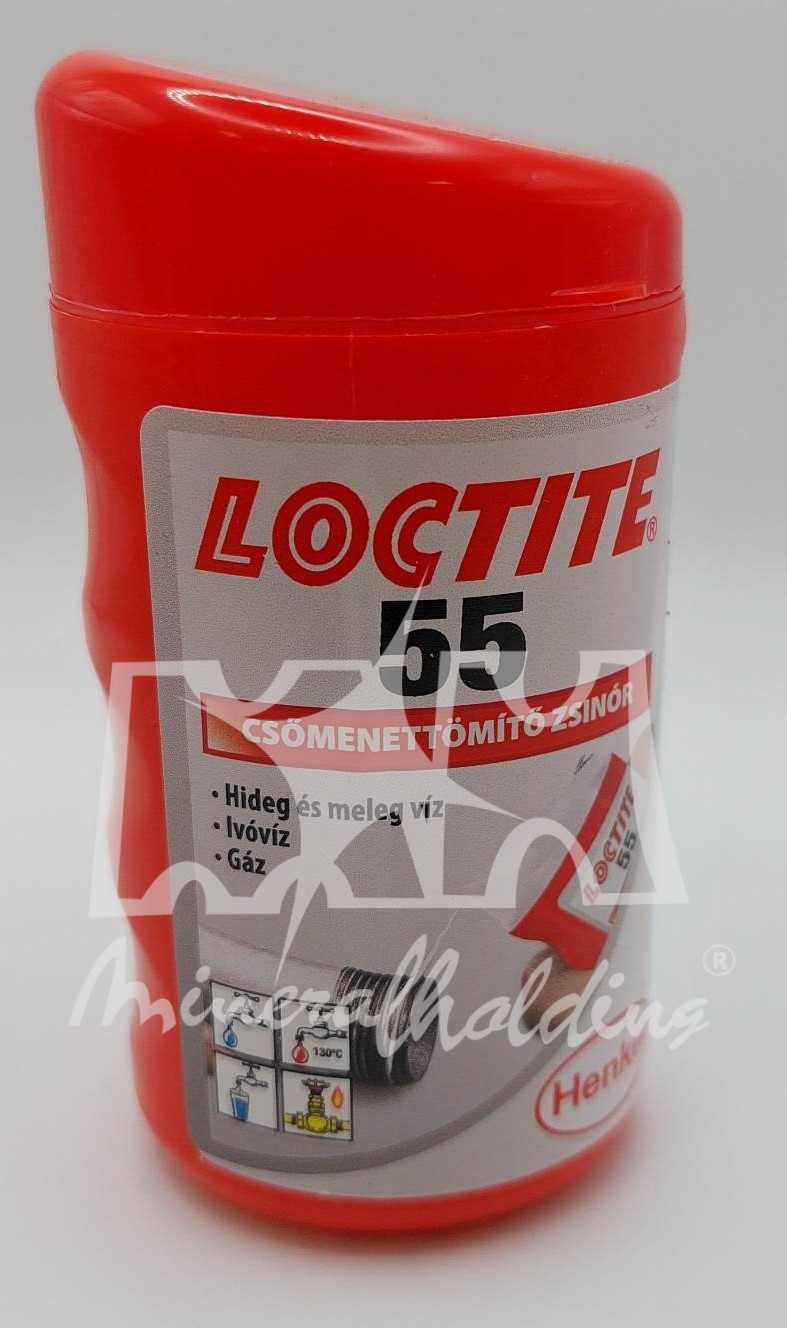 LOCTITE®
55
CSŐMENETTÖMÍTŐ ZSINÓR
• Hideg és meleg víz
• Ivóvíz
• Gáz
LOCTITE
55
Mineralholding®
130°C
Henkel